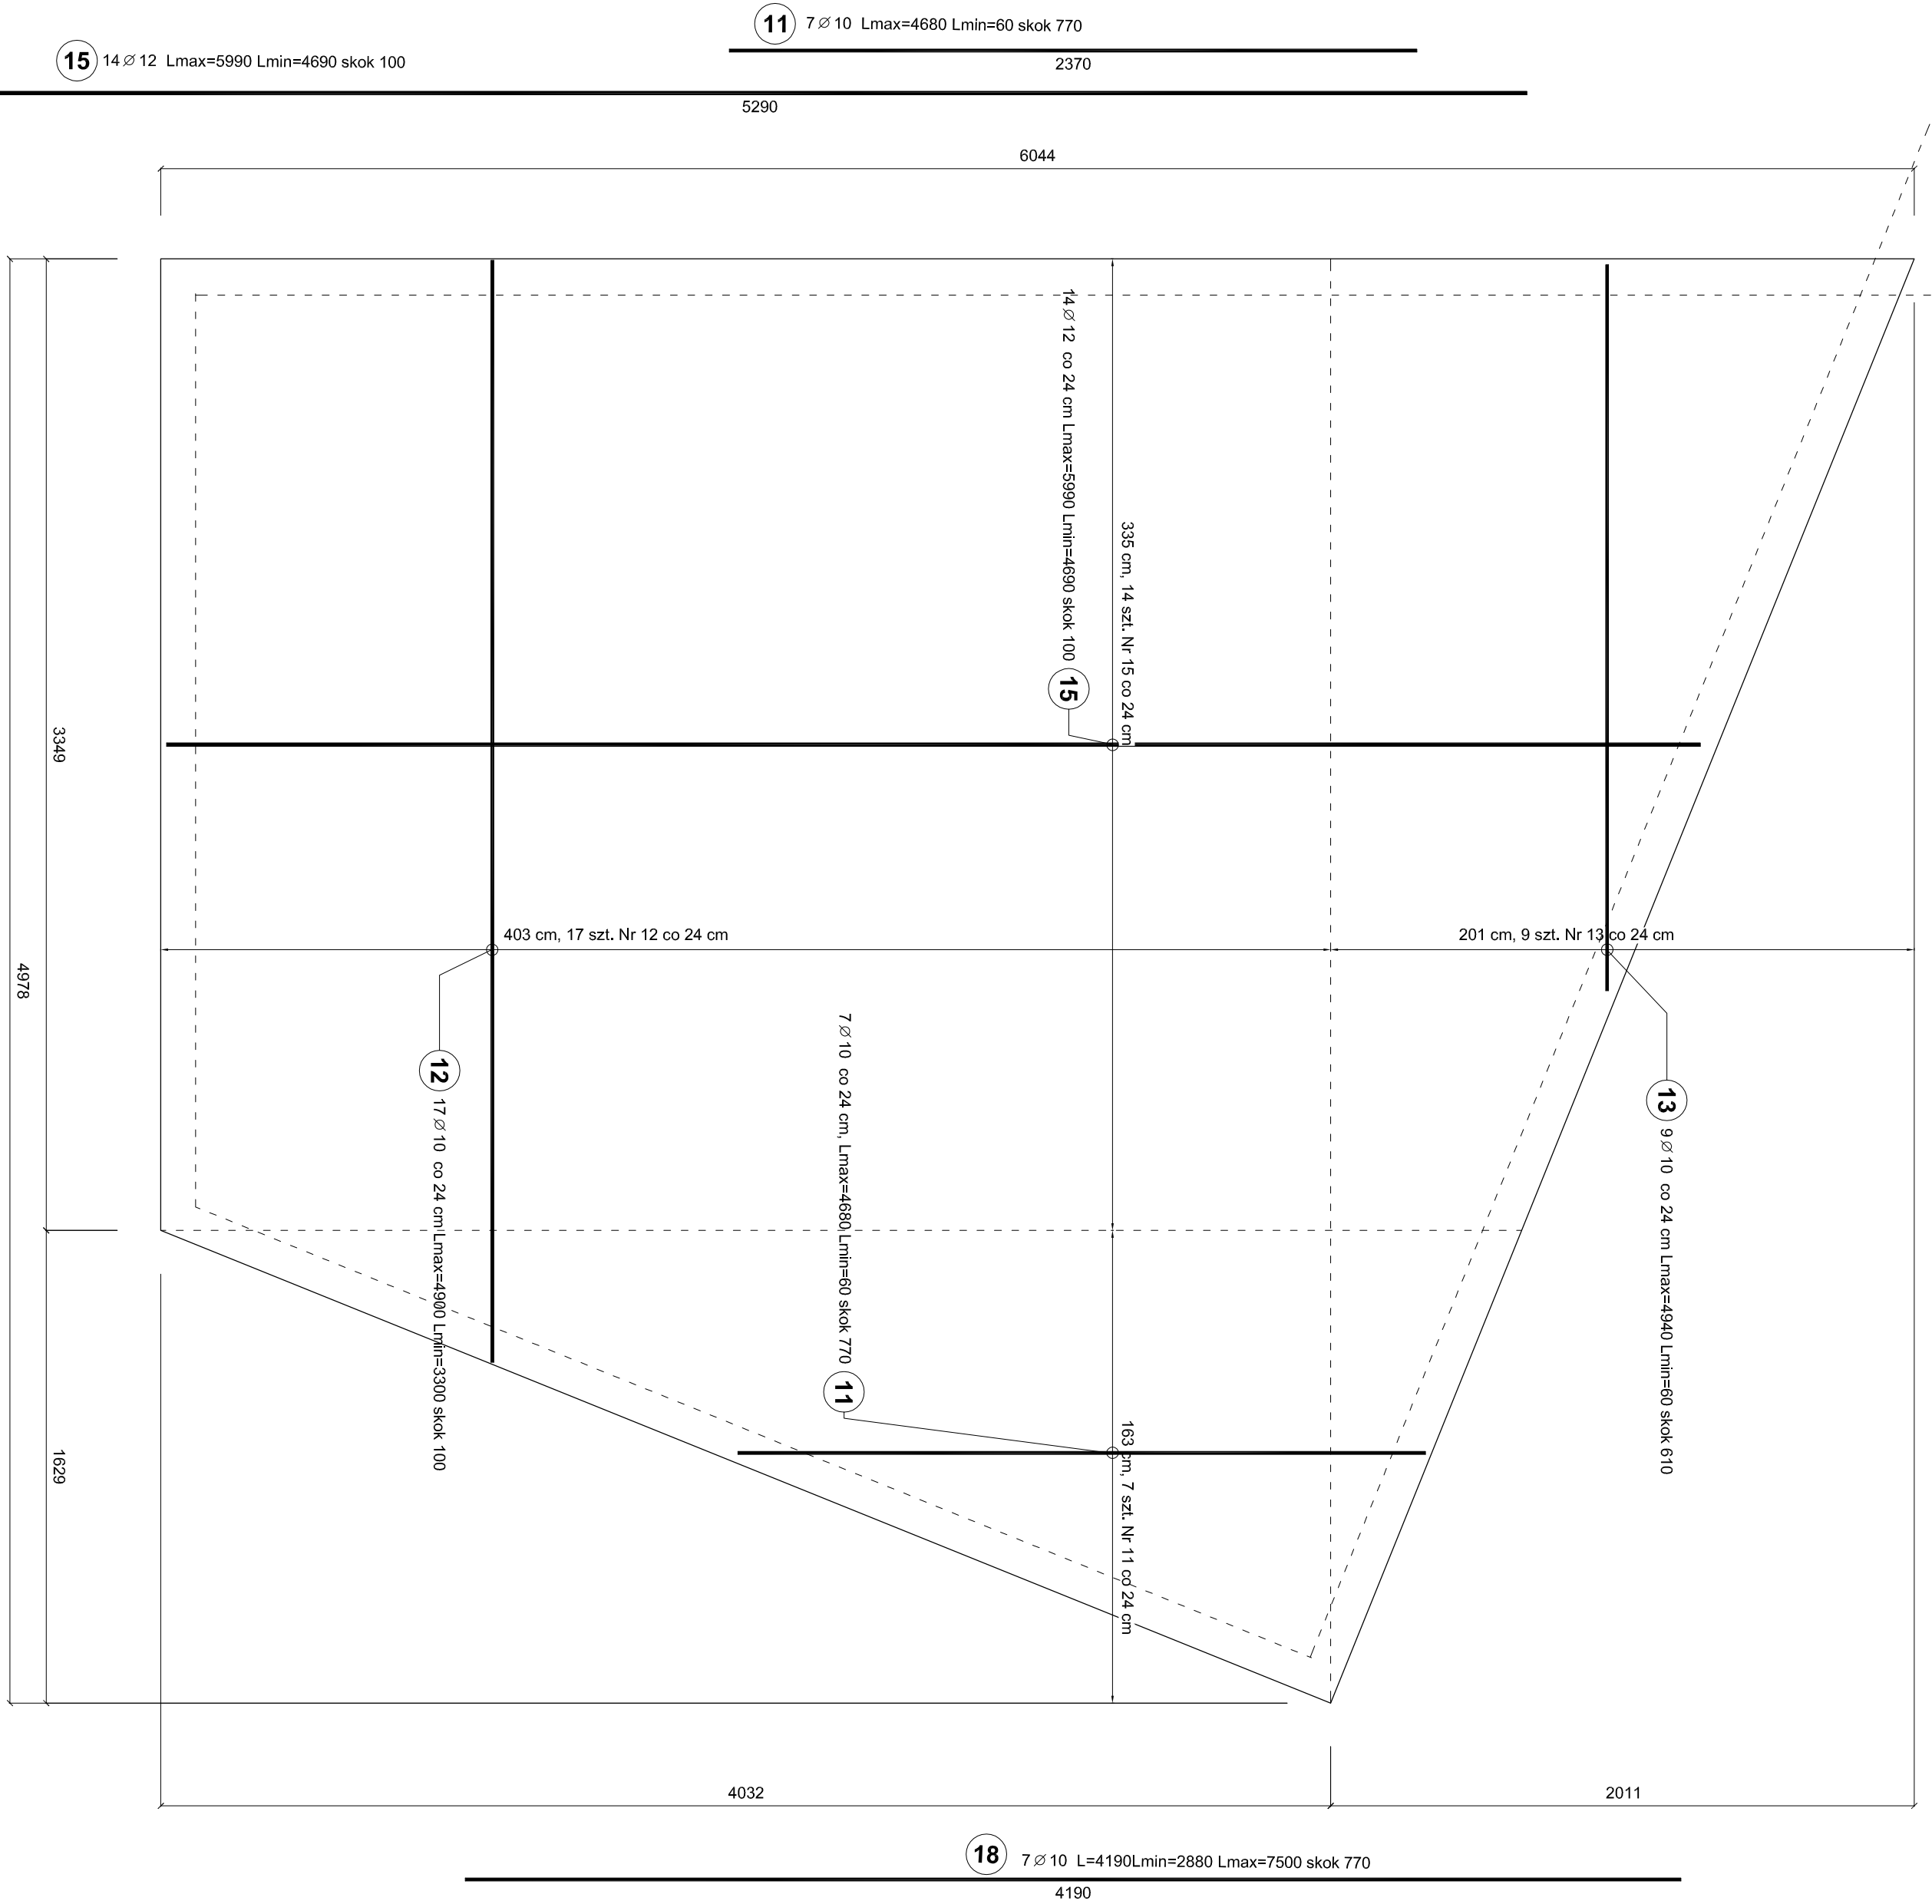 11 7∅10 Lmax=4680 Lmin=60 skok 770
2370
15 14∅12 Lmax=5990 Lmin=4690 skok 100
5290
6044
14∅12 co 24 cm Lmax=5990 Lmin=4690 skok 100
15
335 cm, 14 szt. Nr 15 co 24 cm
3349
4978
403 cm, 17 szt. Nr 12 co 24 cm
201 cm, 9 szt. Nr 13 co 24 cm
12 17∅10 co 24 cm Lmax=4900 Lmin=3300 skok 100
7∅10 co 24 cm, Lmax=4680 Lmin=60 skok 770
11
13 9∅10 co 24 cm Lmax=4940 Lmin=60 skok 610
163 cm, 7 szt. Nr 11 co 24 cm
1629
4032
2011
18 7∅10 L=4190Lmin=2880 Lmax=7500 skok 770
4190